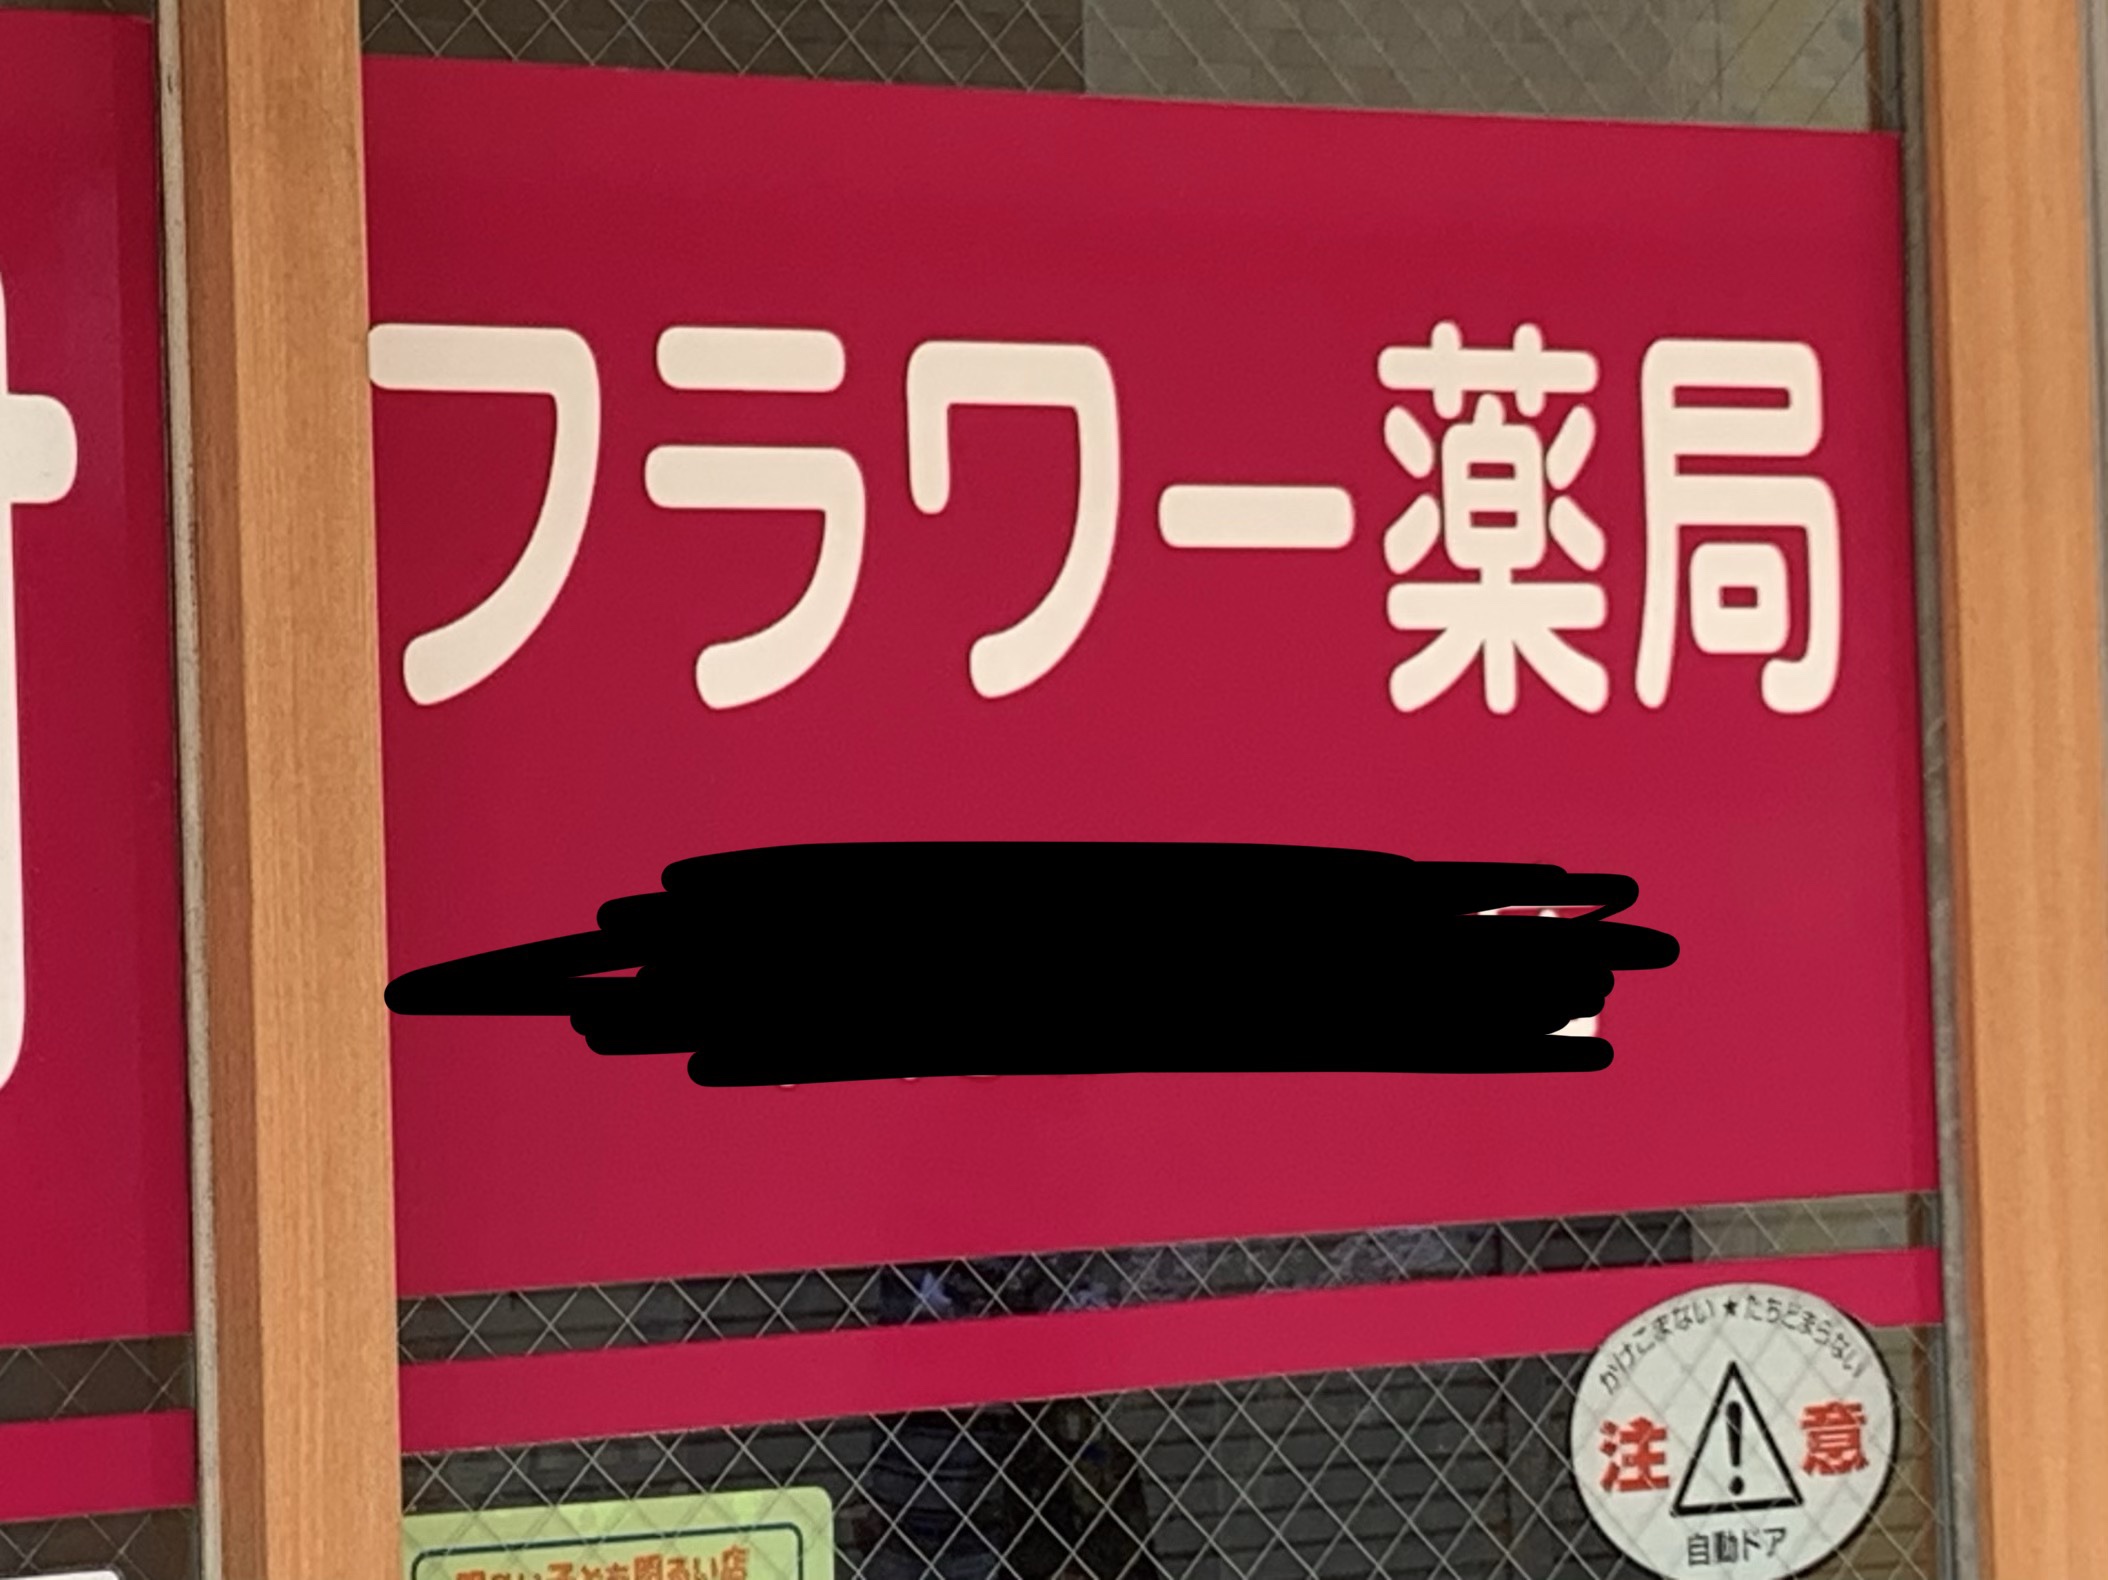 フラワー薬局
かけこまない★たちどまらない
注意
自動ドア